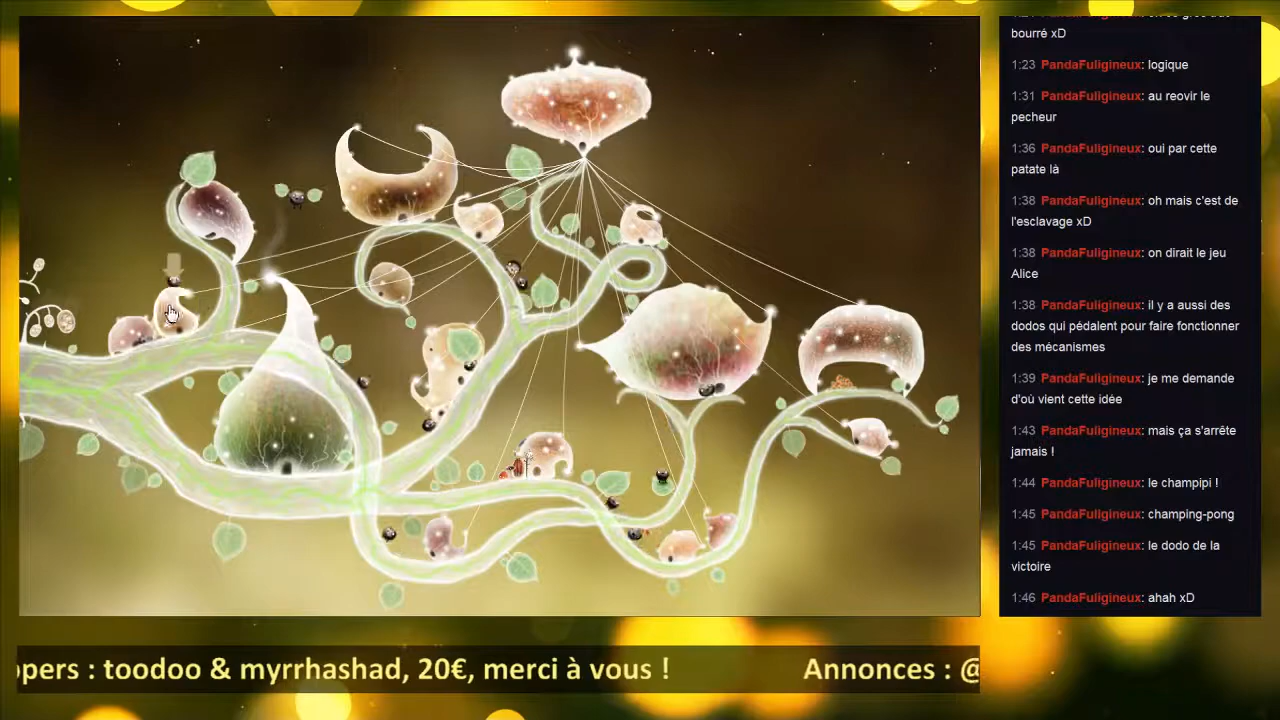 bourré xD
1:23 PandaFuligineux: logique
1:31 PandaFuligineux: au reovir le
pecheur
1:36 PandaFuligineux: oui par cette
patate là
1:38 PandaFuligineux: oh mais c'est de
l'esclavage xD
1:38 PandaFuligineux: on dirait le jeu
Alice
1:38 PandaFuligineux: il y a aussi des
dodos qui pédalent pour faire fonctionner
des mécanismes
1:39 PandaFuligineux: je me demande
d'où vient cette idée
1:43 PandaFuligineux: mais ça s'arrête
jamais !
1:44 PandaFuligineux: le champipi !
1:45 PandaFuligineux: champing-pong
1:45 PandaFuligineux: le dodo de la
victoire
1:46 PandaFuligineux: ahah xD
ppers : toodoo & myrrhashad, 20€, merci à vous ! Annonces : @